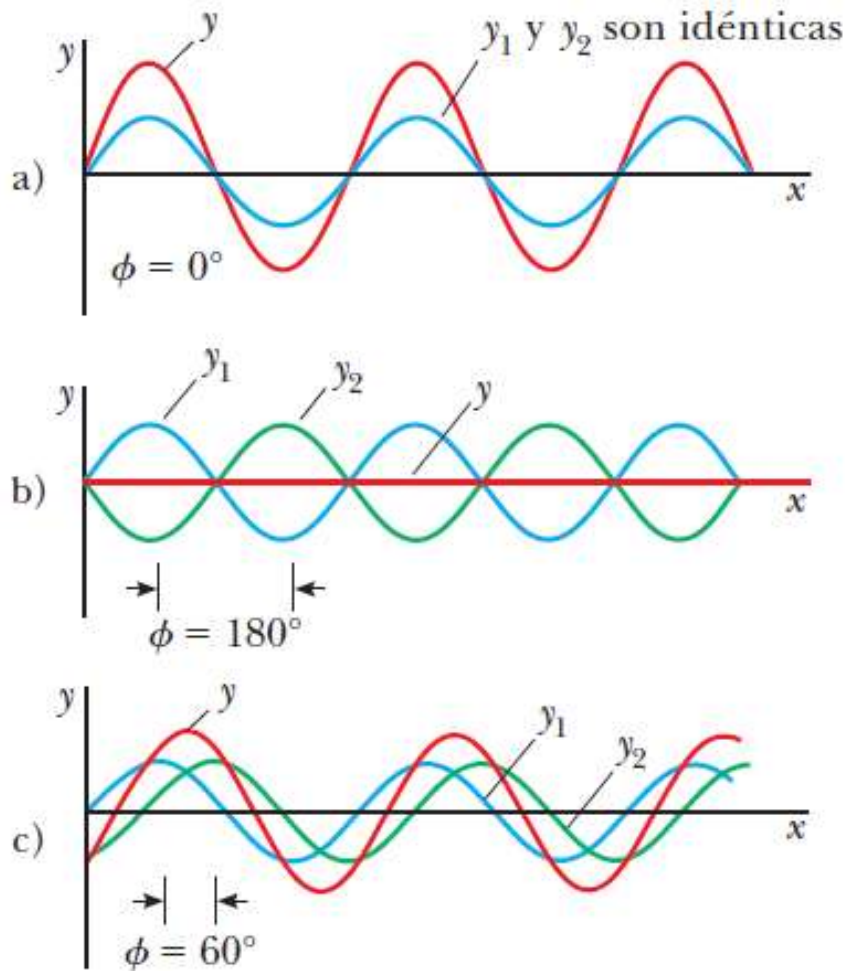 y
y
y₁ y y₂ son idénticas
a)
x
ϕ = 0°
y
y₁
y₂
y
b)
x
ϕ = 180°
y
y
y₁
y₂
c)
x
ϕ = 60°